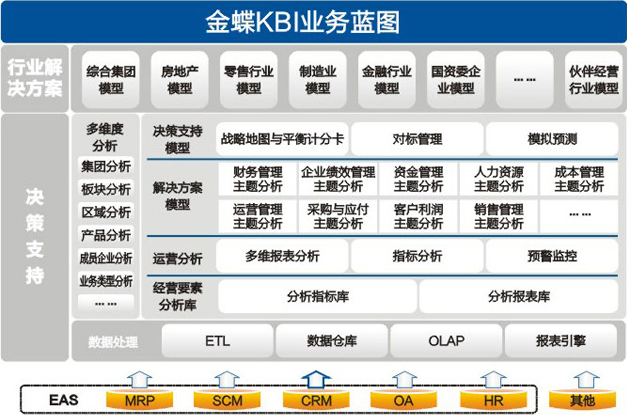 金蝶KBI业务蓝图
行业解
决方案
综合集团
模型
房地产
模型
零售行业
模型
制造业
模型
金融行业
模型
国资委企
业模型
... ...
伙伴经营
行业模型
决策支持
多维度
分析
集团分析
板块分析
区域分析
产品分析
成员企业分析
业务类型分析
... ...
决策支持
模型
战略地图与平衡计分卡
对标管理
模拟预测
解决方案
模型
财务管理
主题分析
企业绩效管理
主题分析
资金管理
主题分析
人力资源
主题分析
成本管理
主题分析
运营管理
主题分析
采购与应付
主题分析
客户利润
主题分析
销售管理
主题分析
... ...
运营分析
多维报表分析
指标分析
预警监控
经营要素
分析库
分析指标库
分析报表库
数据处理
ETL
数据仓库
OLAP
报表引擎
EAS
MRP
SCM
CRM
OA
HR
其他